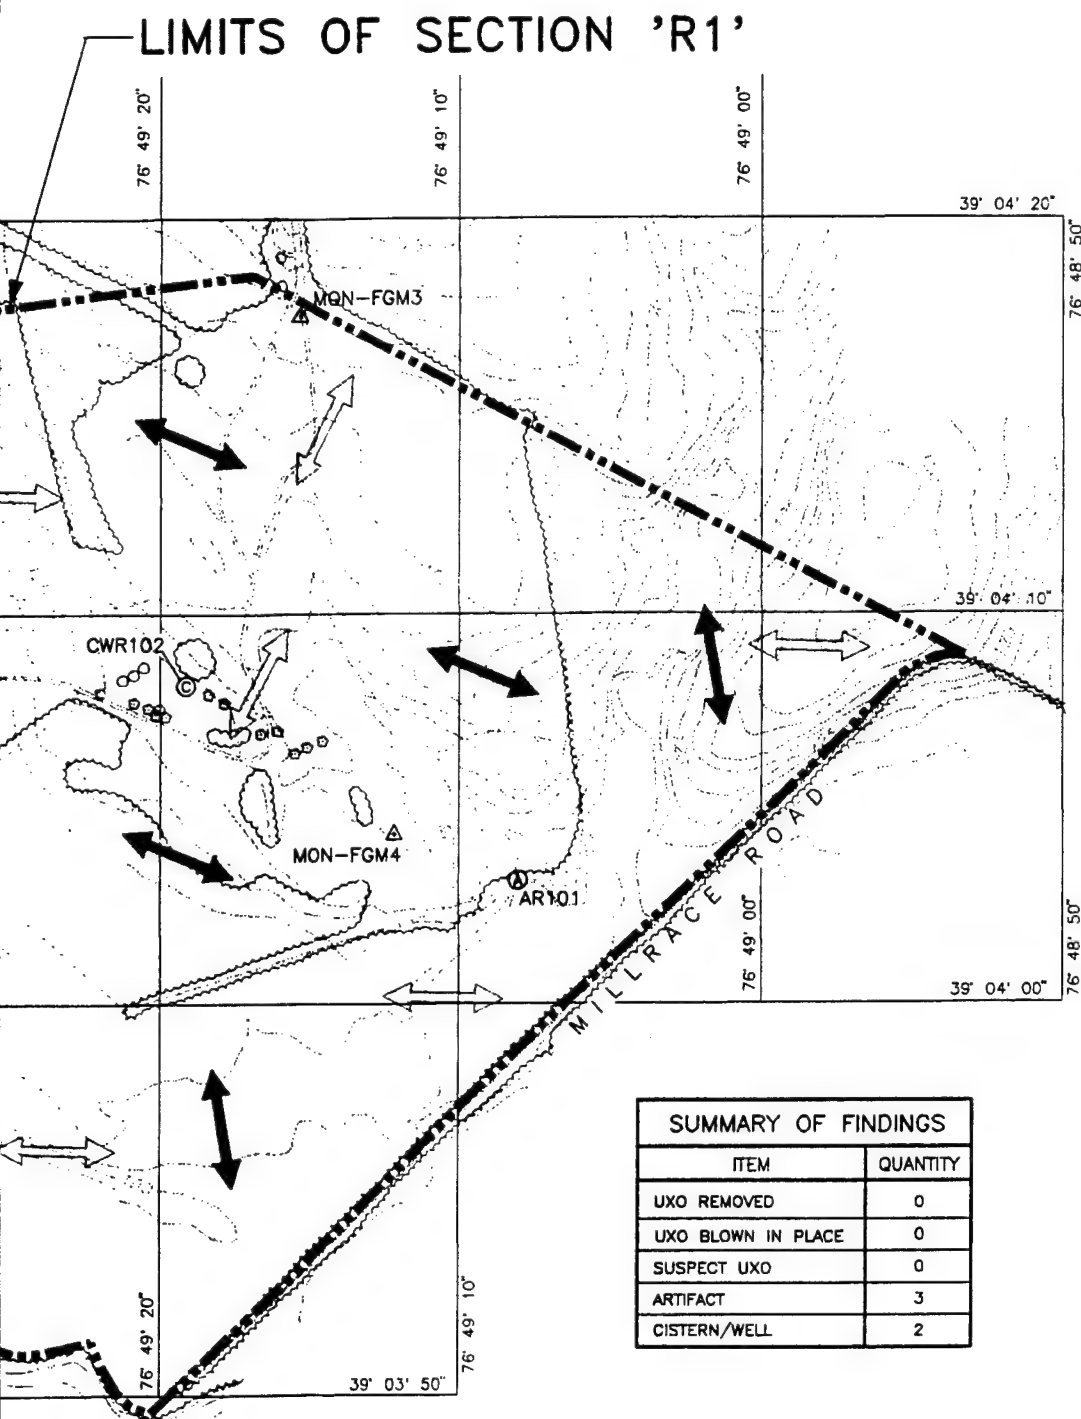 LIMITS OF SECTION 'R1'
76' 49' 20"
76' 49' 10"
76' 49' 00"
39' 04' 20"
76' 48' 50"
MON-FGM3
39' 04' 10"
CWR102
MON-FGM4
AR101
MILLRACE ROAD
76' 49' 00"
76' 48' 50"
39' 04' 00"
SUMMARY OF FINDINGS
ITEM QUANTITY
UXO REMOVED 0
UXO BLOWN IN PLACE 0
SUSPECT UXO 0
ARTIFACT 3
CISTERN/WELL 2
76' 49' 20"
76' 49' 10"
39' 03' 50"